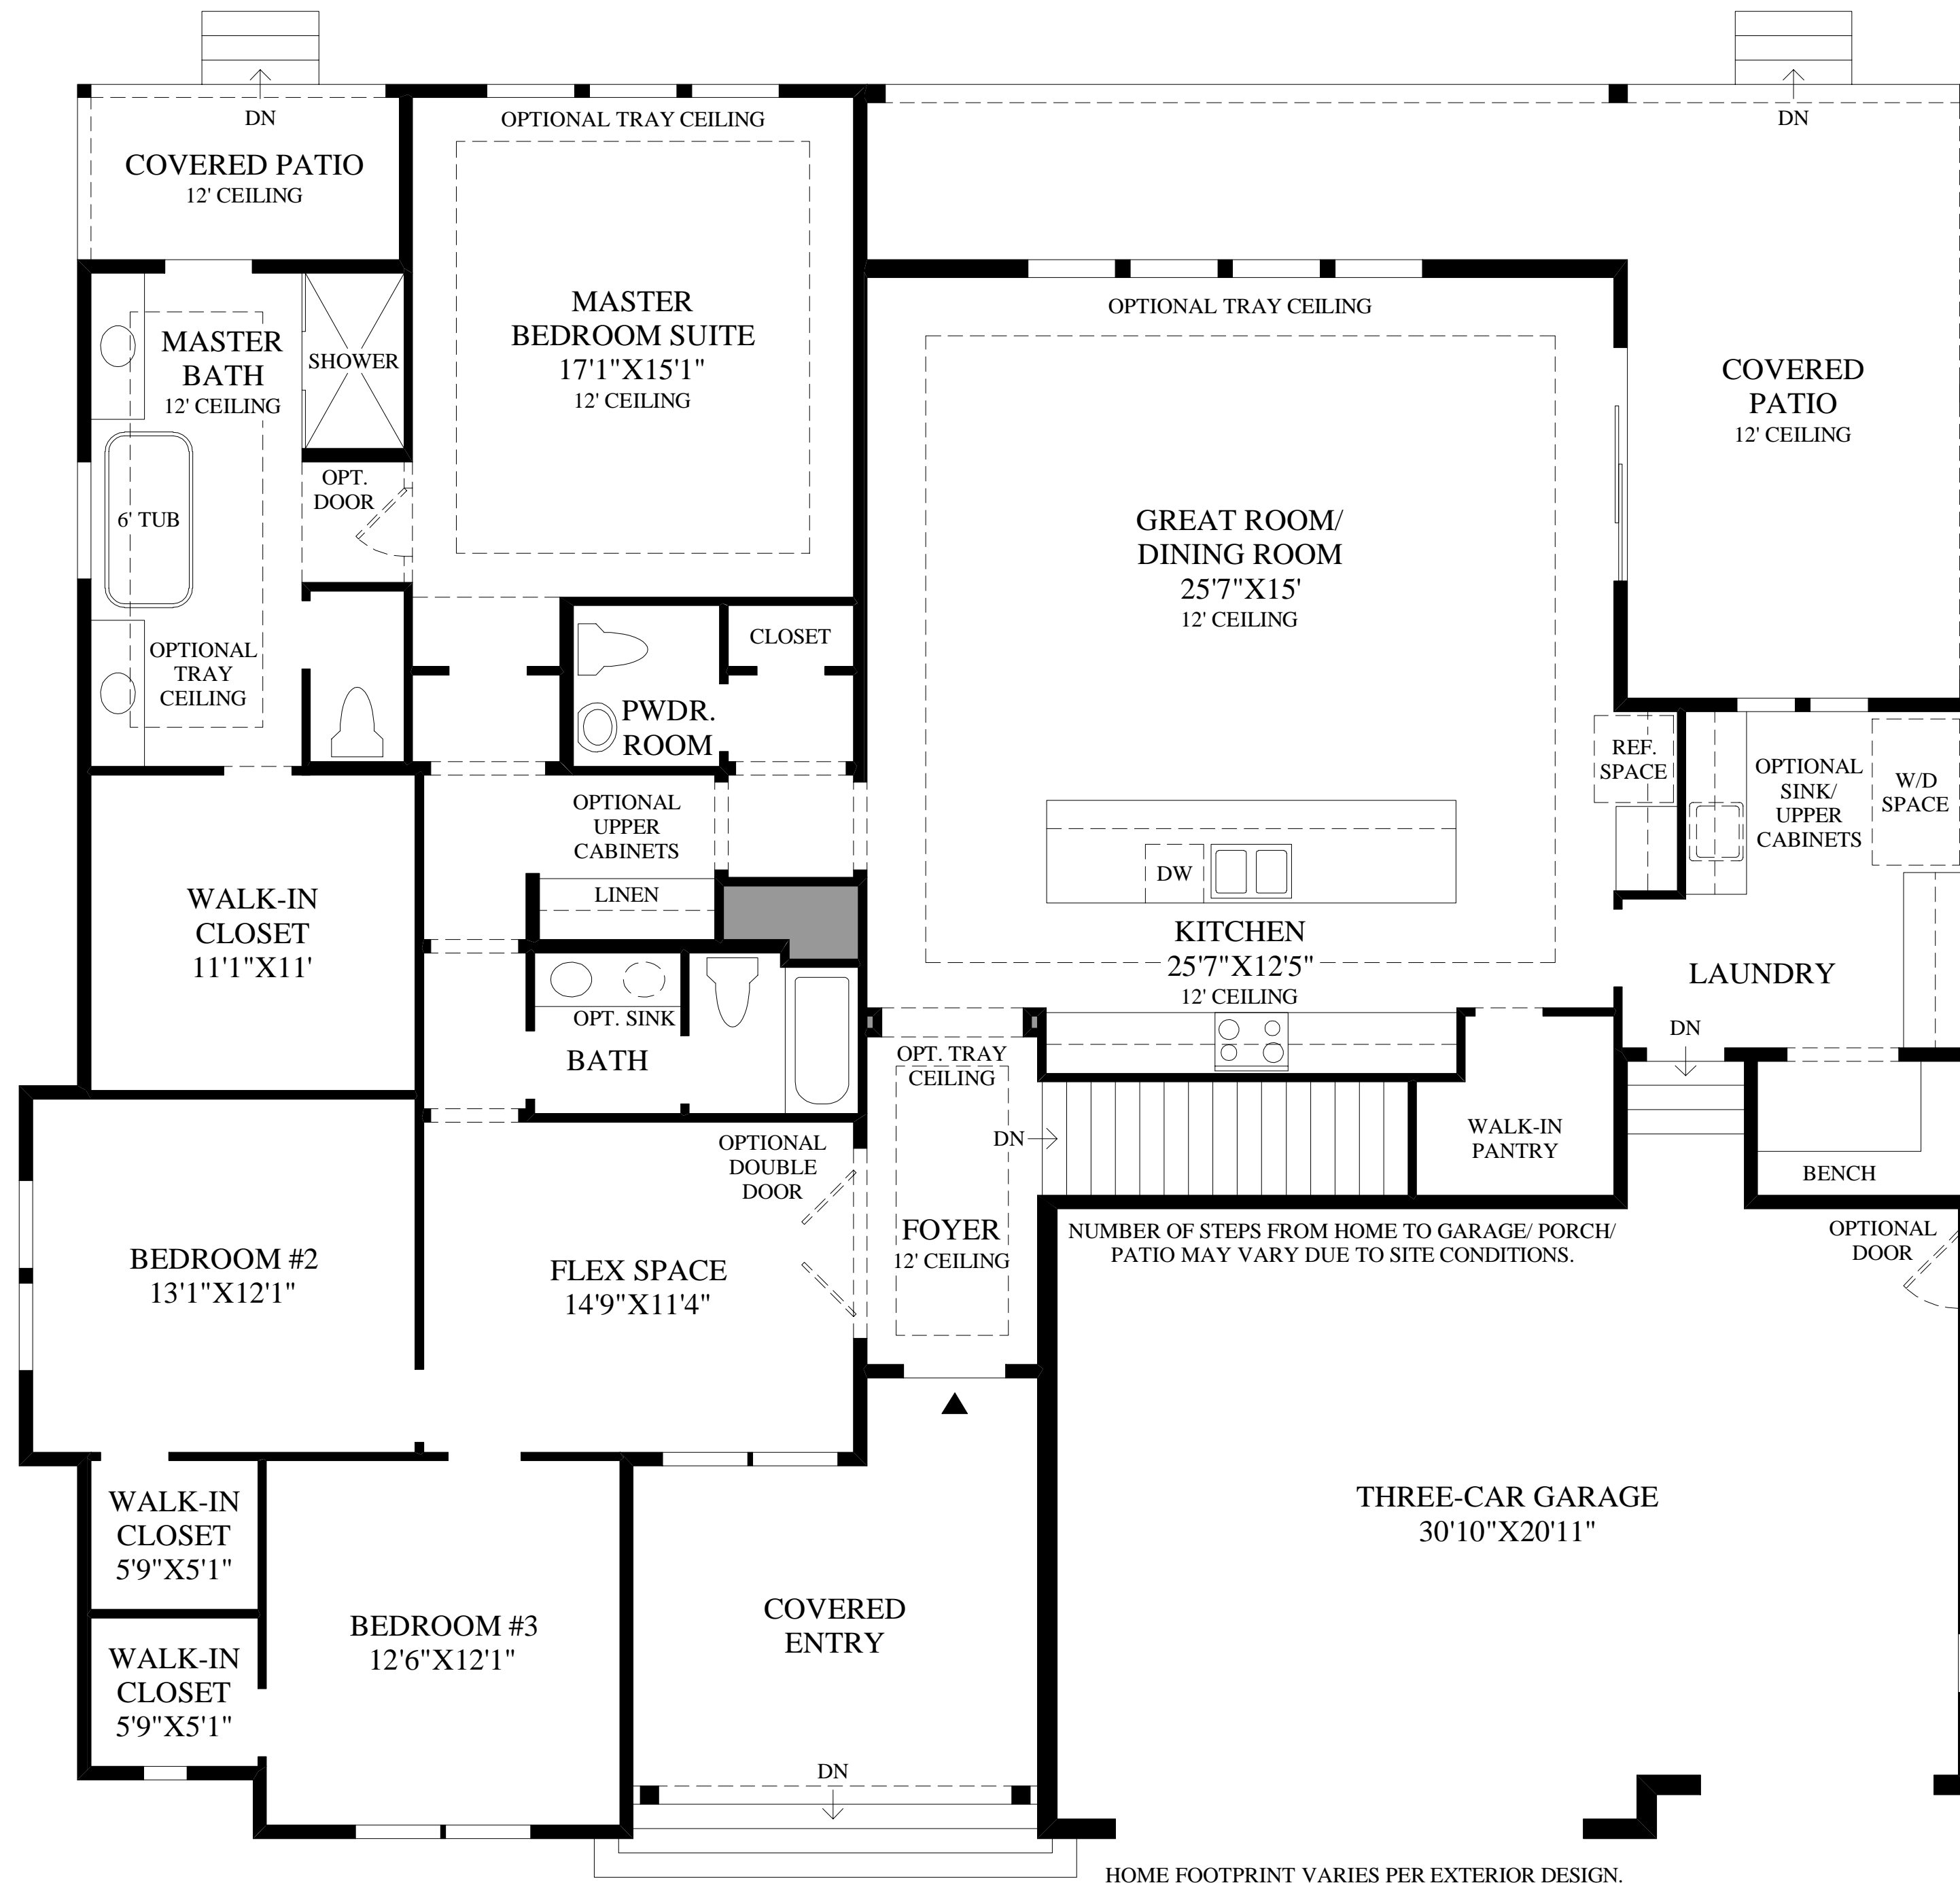 DN
COVERED PATIO
12' CEILING
OPTIONAL TRAY CEILING
DN
MASTER
BEDROOM SUITE
17'1"X15'1"
12' CEILING
OPTIONAL TRAY CEILING
MASTER
BATH
12' CEILING
SHOWER
COVERED
PATIO
12' CEILING
OPT.
DOOR
6' TUB
GREAT ROOM/
DINING ROOM
25'7"X15'
12' CEILING
OPTIONAL
TRAY
CEILING
CLOSET
PWDR.
ROOM
REF.
SPACE
OPTIONAL
SINK/
UPPER
CABINETS
W/D
SPACE
OPTIONAL
UPPER
CABINETS
LINEN
DW
WALK-IN
CLOSET
11'1"X11'
KITCHEN
25'7"X12'5"
12' CEILING
LAUNDRY
OPT. SINK
BATH
OPT. TRAY
CEILING
DN
DN
WALK-IN
PANTRY
BENCH
OPTIONAL
DOUBLE
DOOR
FOYER
12' CEILING
NUMBER OF STEPS FROM HOME TO GARAGE/ PORCH/
PATIO MAY VARY DUE TO SITE CONDITIONS.
OPTIONAL
DOOR
BEDROOM #2
13'1"X12'1"
FLEX SPACE
14'9"X11'4"
WALK-IN
CLOSET
5'9"X5'1"
THREE-CAR GARAGE
30'10"X20'11"
BEDROOM #3
12'6"X12'1"
COVERED
ENTRY
WALK-IN
CLOSET
5'9"X5'1"
DN
HOME FOOTPRINT VARIES PER EXTERIOR DESIGN.